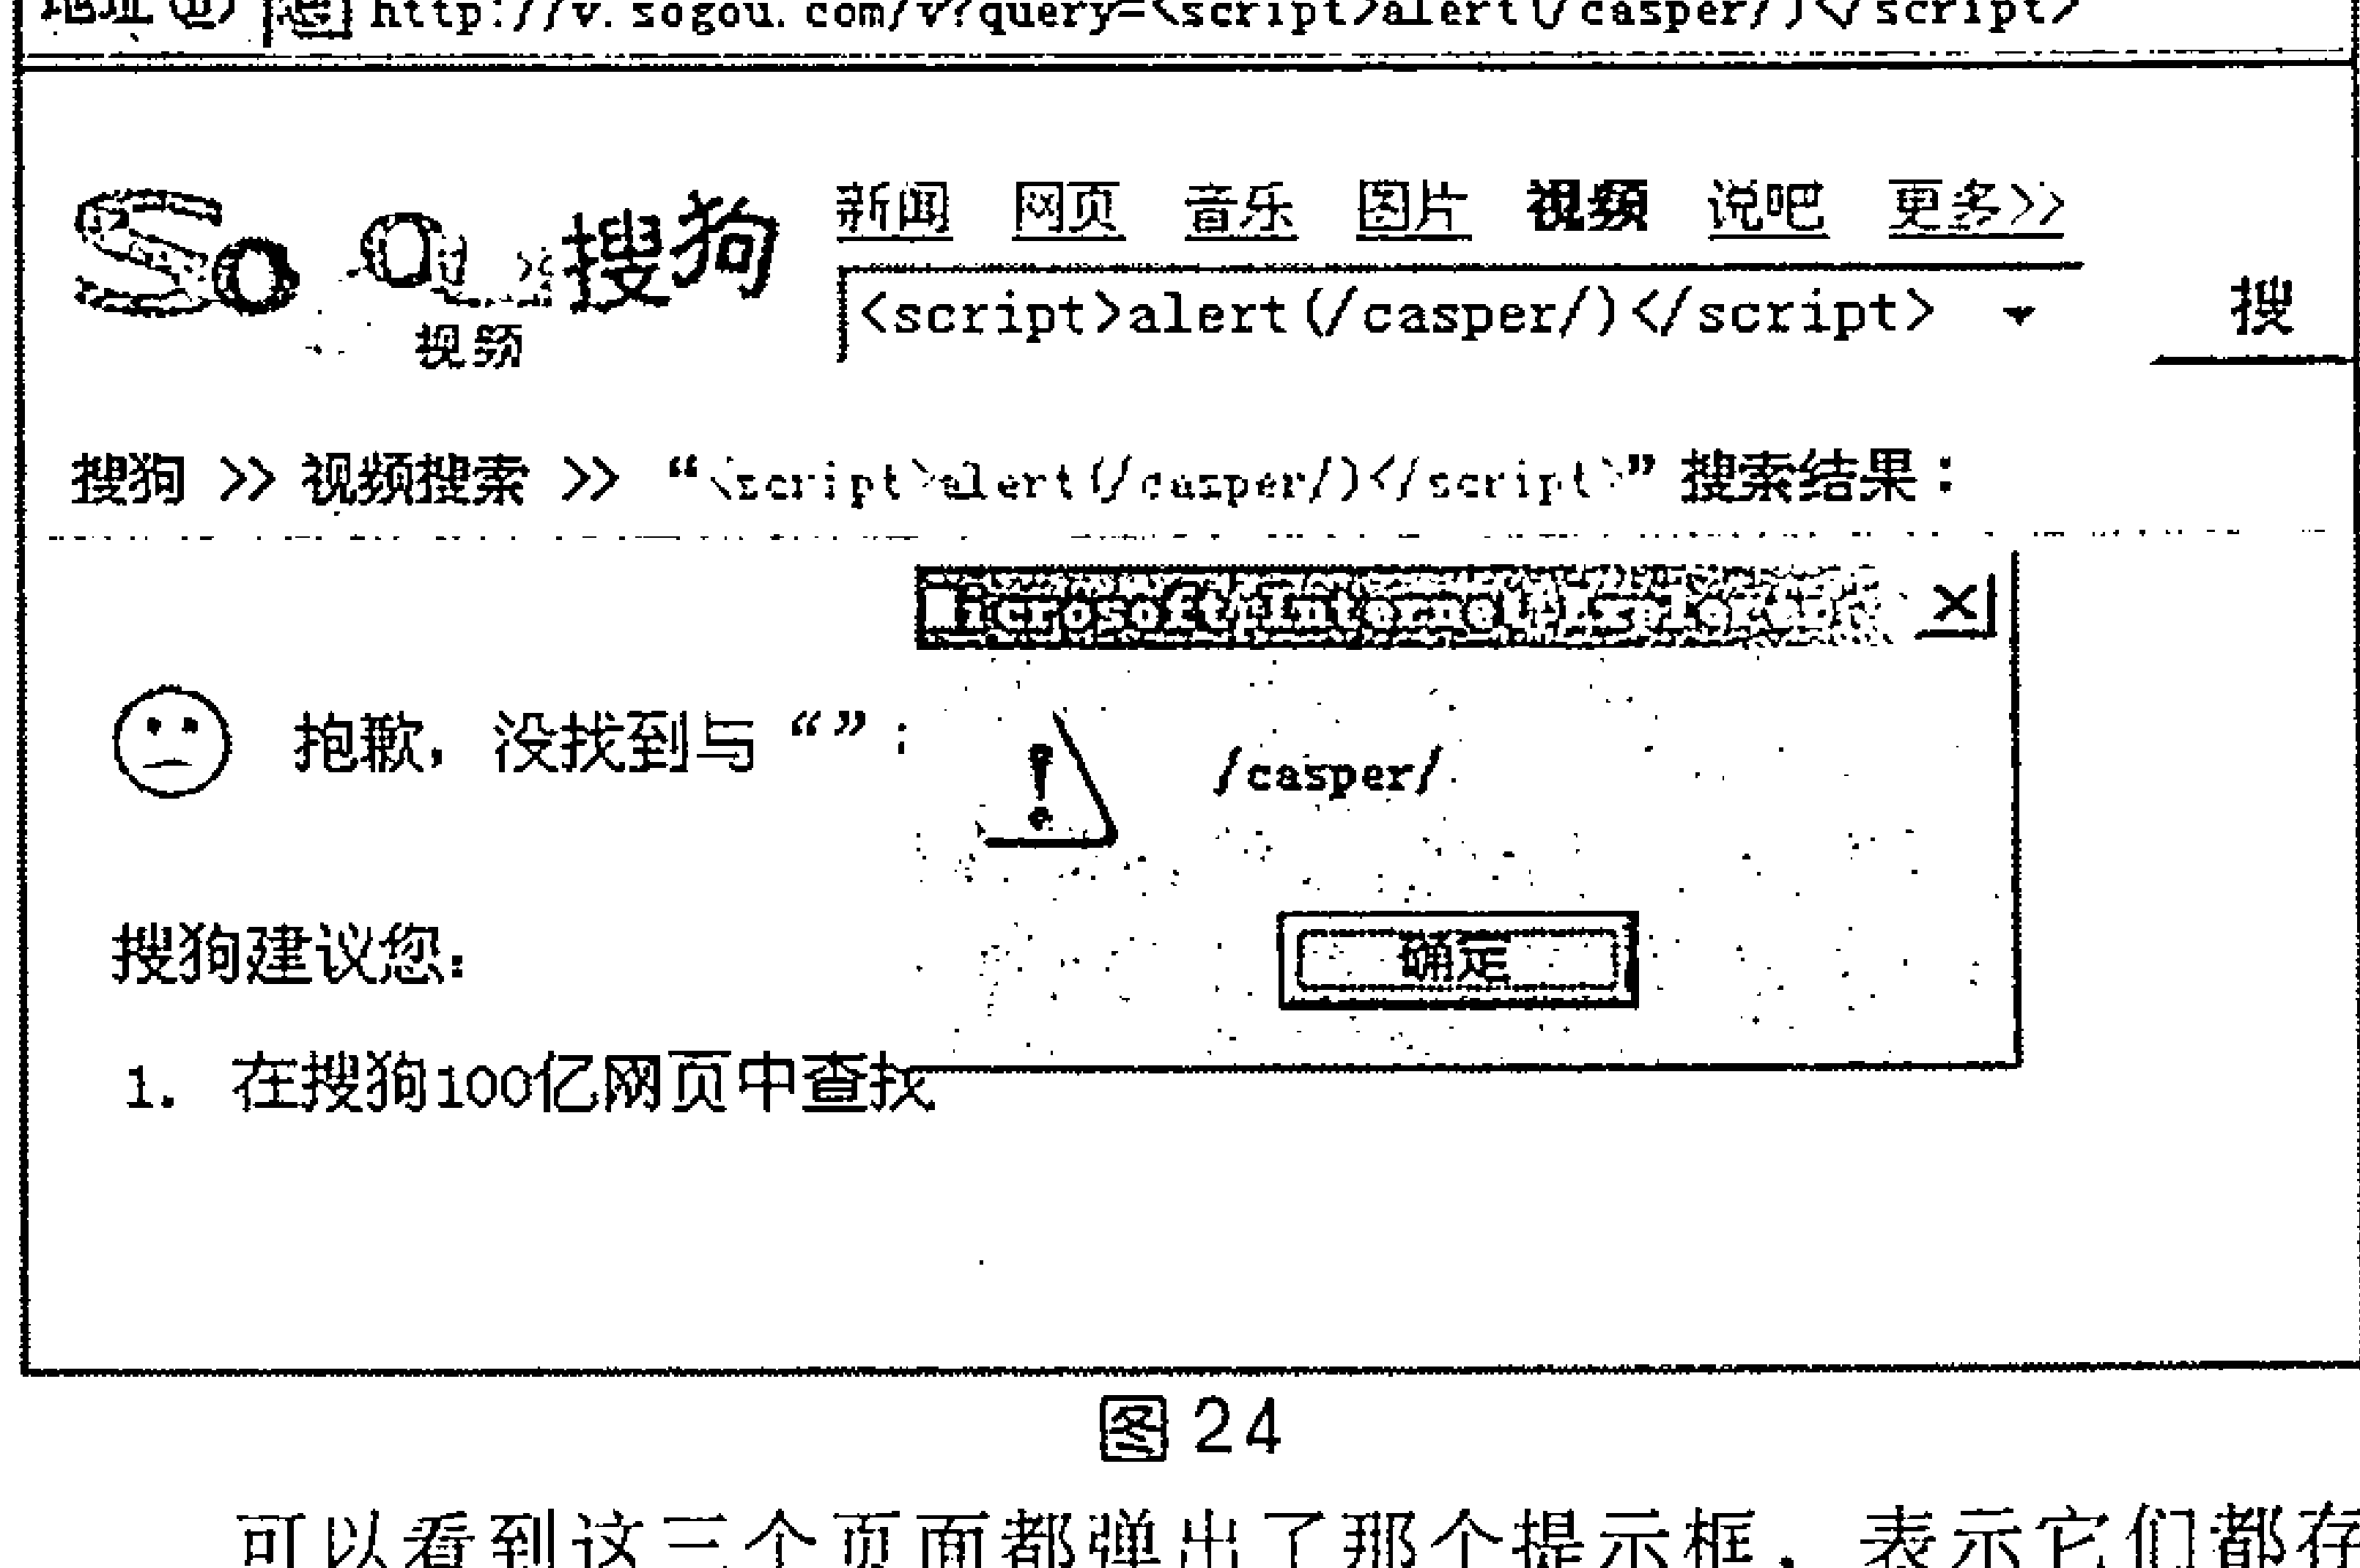 地址(D) http://v.sogou.com/v?query=<script>alert(/casper/)</script>
搜狗
视频
新闻 网页 音乐 图片 视频 说吧 更多>>
<script>alert(/casper/)</script>
搜
搜狗 >> 视频搜索 >> “<script>alert(/casper/)</script>”搜索结果:
Microsoft Internet Explorer
抱歉, 没找到与“”
/casper/
确定
搜狗建议您:
1. 在搜狗100亿网页中查找
图 24
可以看到这三个页面都弹出了那个提示框, 表示它们都存